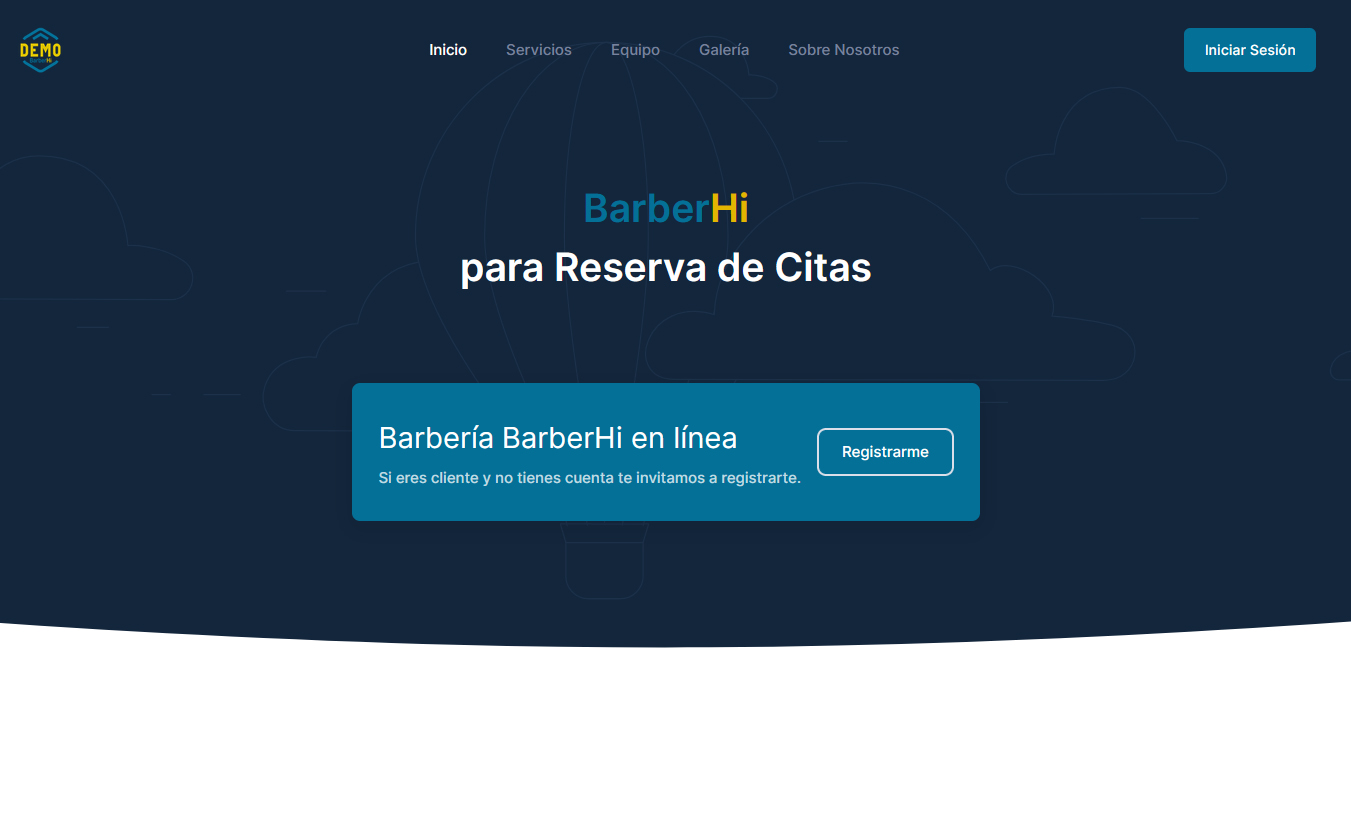 DEMO
BarberHi
Inicio
Servicios
Equipo
Galería
Sobre Nosotros
Iniciar Sesión
BarberHi
para Reserva de Citas
Barbería BarberHi en línea
Si eres cliente y no tienes cuenta te invitamos a registrarte.
Registrarme